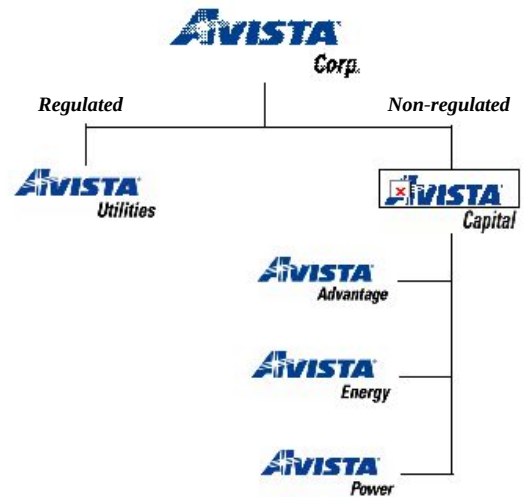 AVISTA
Corp.
Regulated
Non-regulated
AVISTA
Utilities
AVISTA
Capital
AVISTA
Advantage
AVISTA
Energy
AVISTA
Power